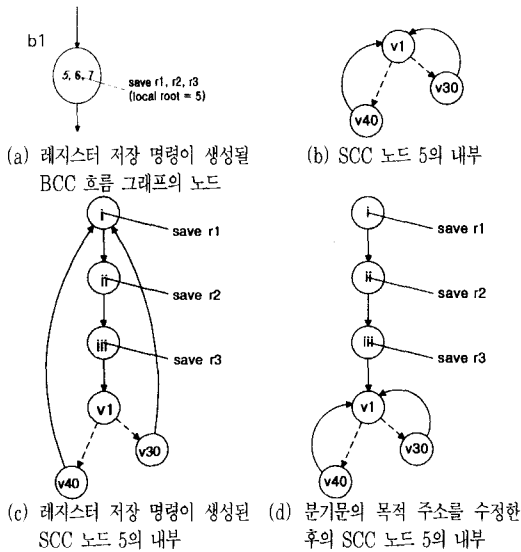 b1
5, 6, 7
save r1, r2, r3
(local root = 5)
(a) 레지스터 저장 명령이 생성될
BCC 흐름 그래프의 노드
v1
v30
v40
(b) SCC 노드 5의 내부
i
save r1
ii
save r2
iii
save r3
v1
v30
v40
(c) 레지스터 저장 명령이 생성된
SCC 노드 5의 내부
i
save r1
ii
save r2
iii
save r3
v1
v30
v40
(d) 분기문의 목적 주소를 수정한
후의 SCC 노드 5의 내부